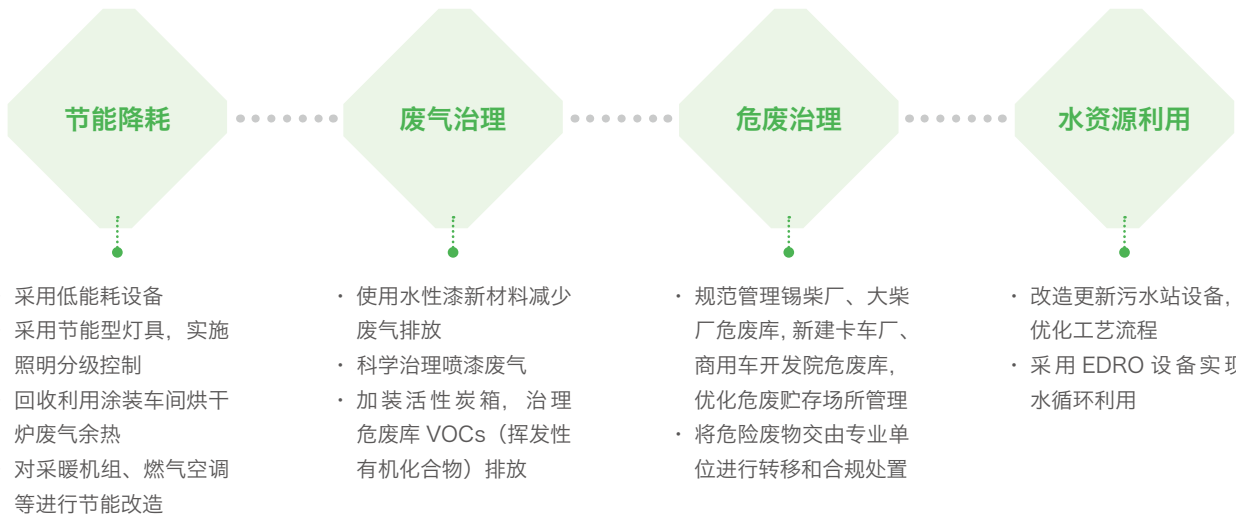 节能降耗
采用低能耗设备
采用节能型灯具，实施
照明分级控制
回收利用涂装车间烘干
炉废气余热
对采暖机组、燃气空调
等进行节能改造
废气治理
· 使用水性漆新材料减少
废气排放
· 科学治理喷漆废气
· 加装活性炭箱，治理
危废库 VOCs（挥发性
有机化合物）排放
危废治理
· 规范管理锡柴厂、大柴
厂危废库，新建卡车厂、
商用车开发院危废库，
优化危废贮存场所管理
· 将危险废物交由专业单
位进行转移和合规处置
水资源利用
· 改造更新污水站设备，
优化工艺流程
· 采用 EDRO 设备实现
水循环利用